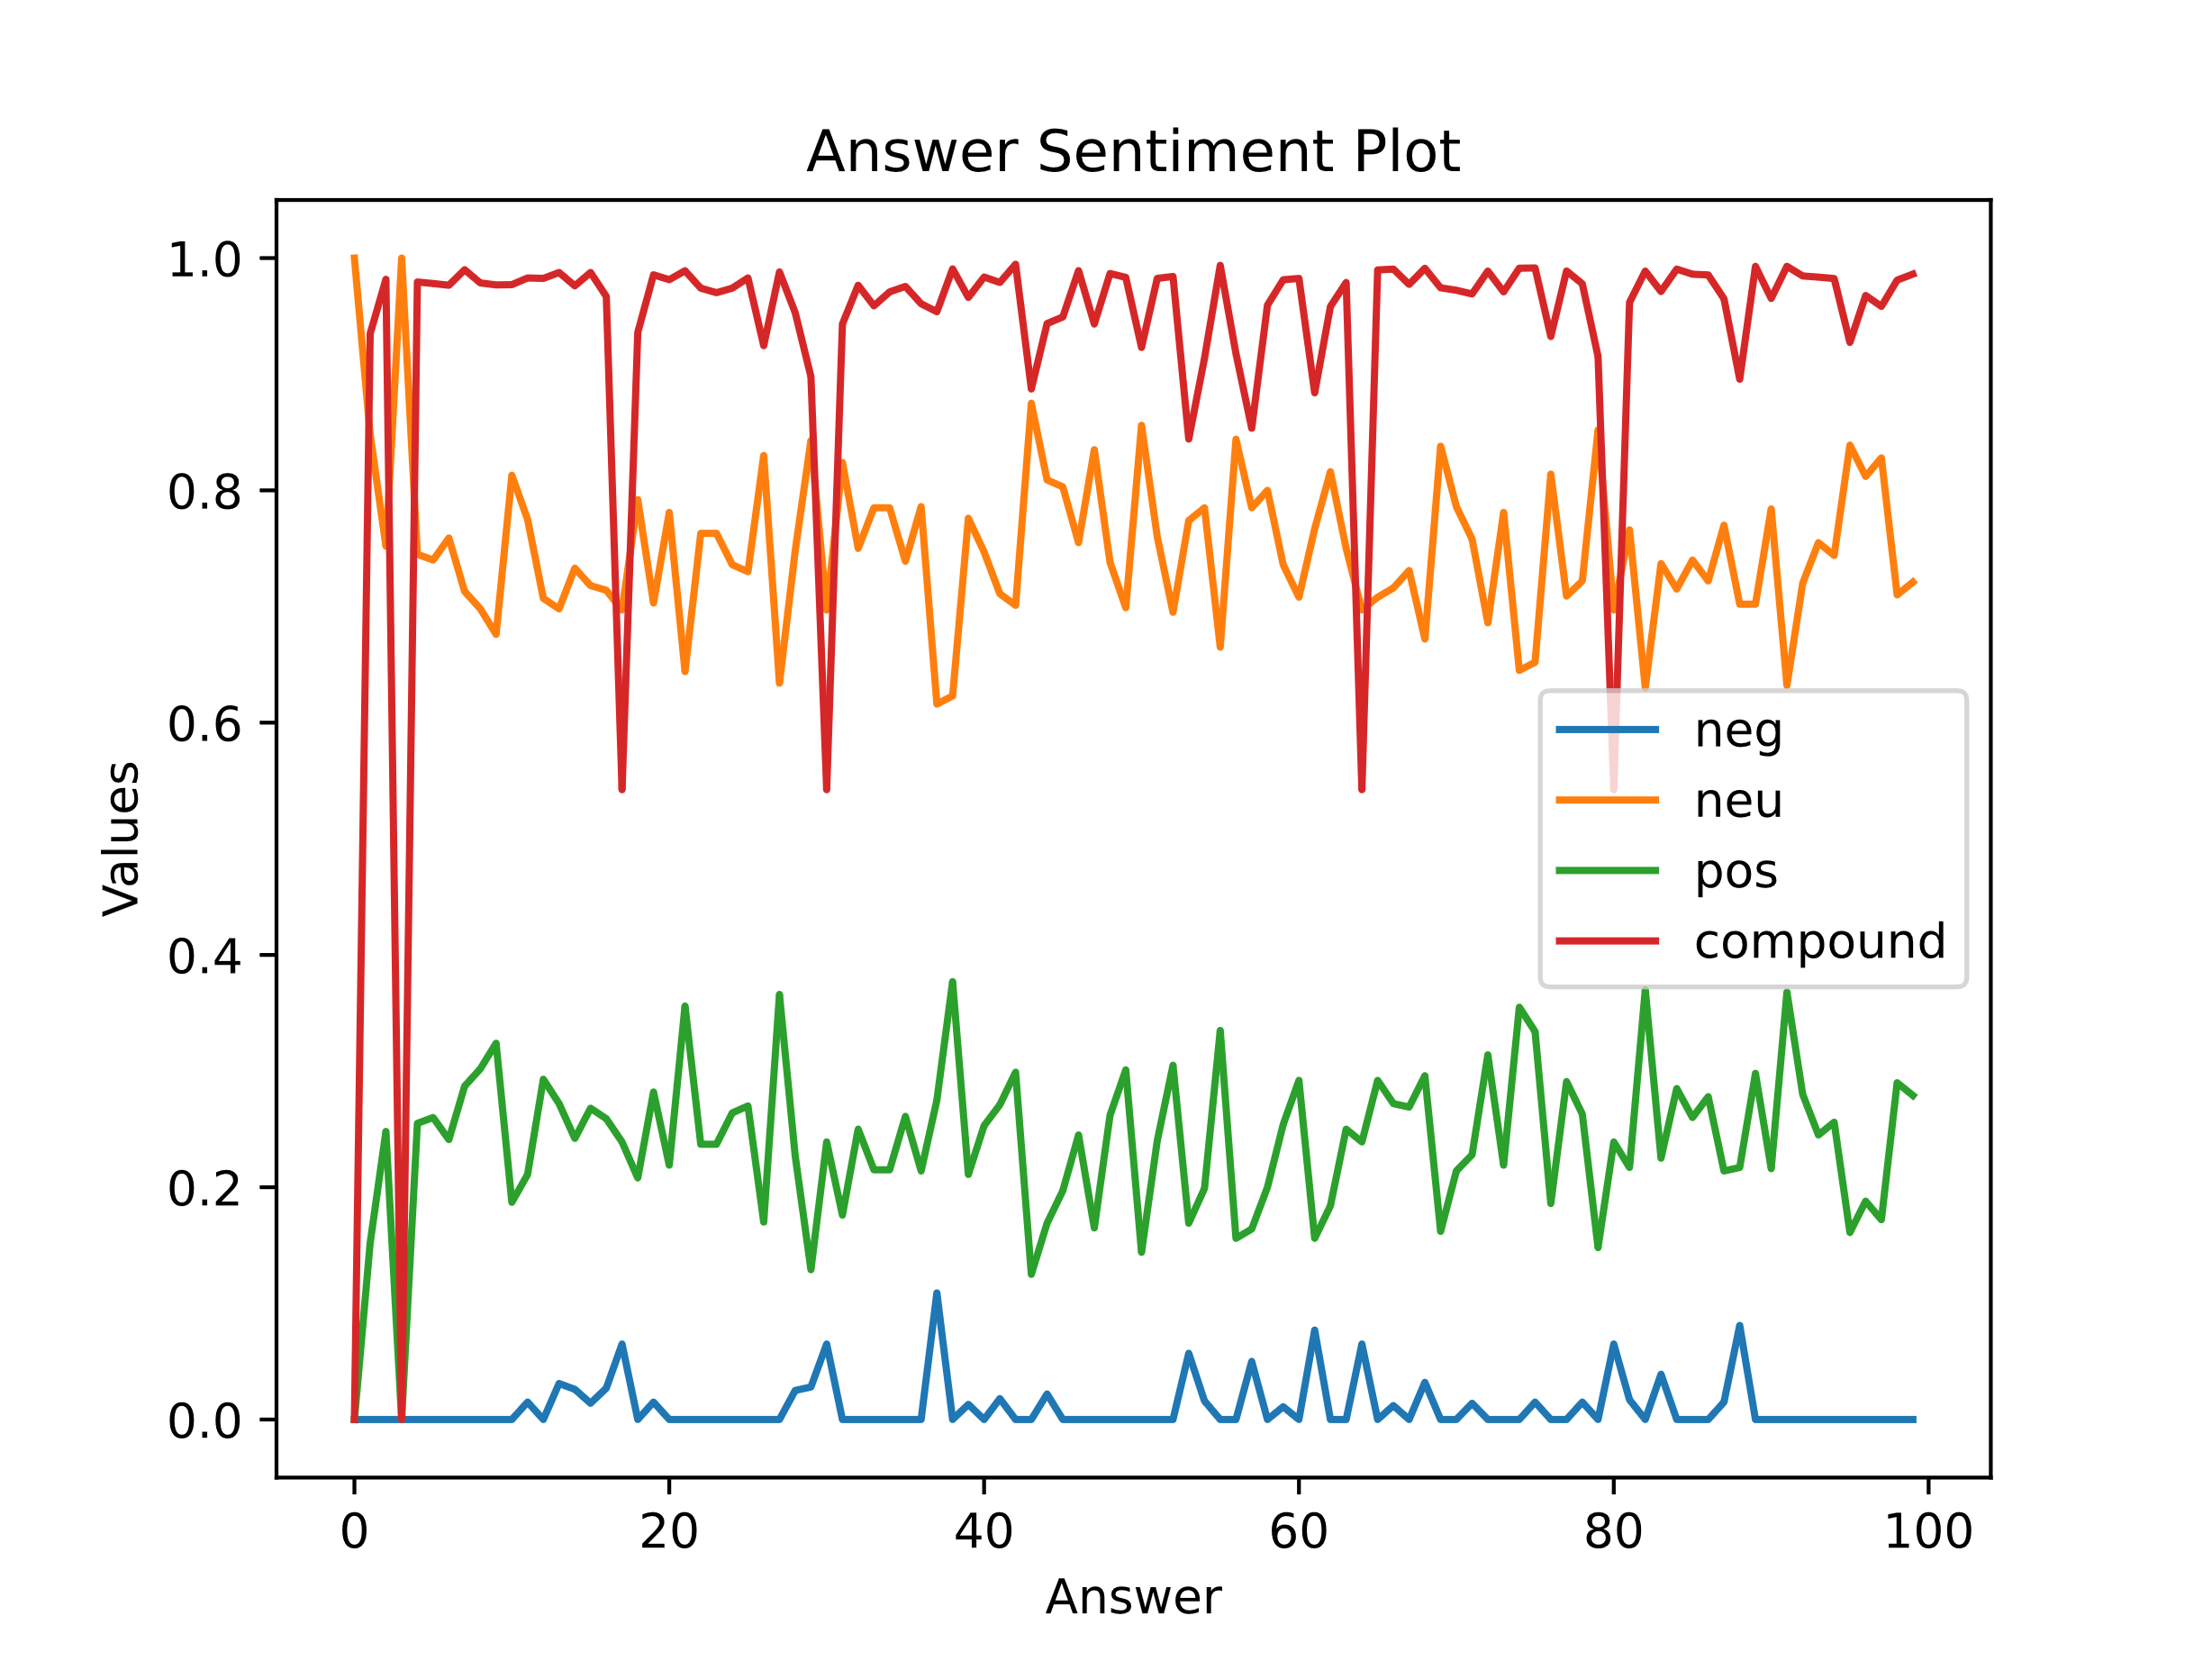 Answer Sentiment Plot
1.0
0.8
0.6
0.4
0.2
0.0
Values
neg
neu
pos
compound
0 20 40 60 80 100
Answer